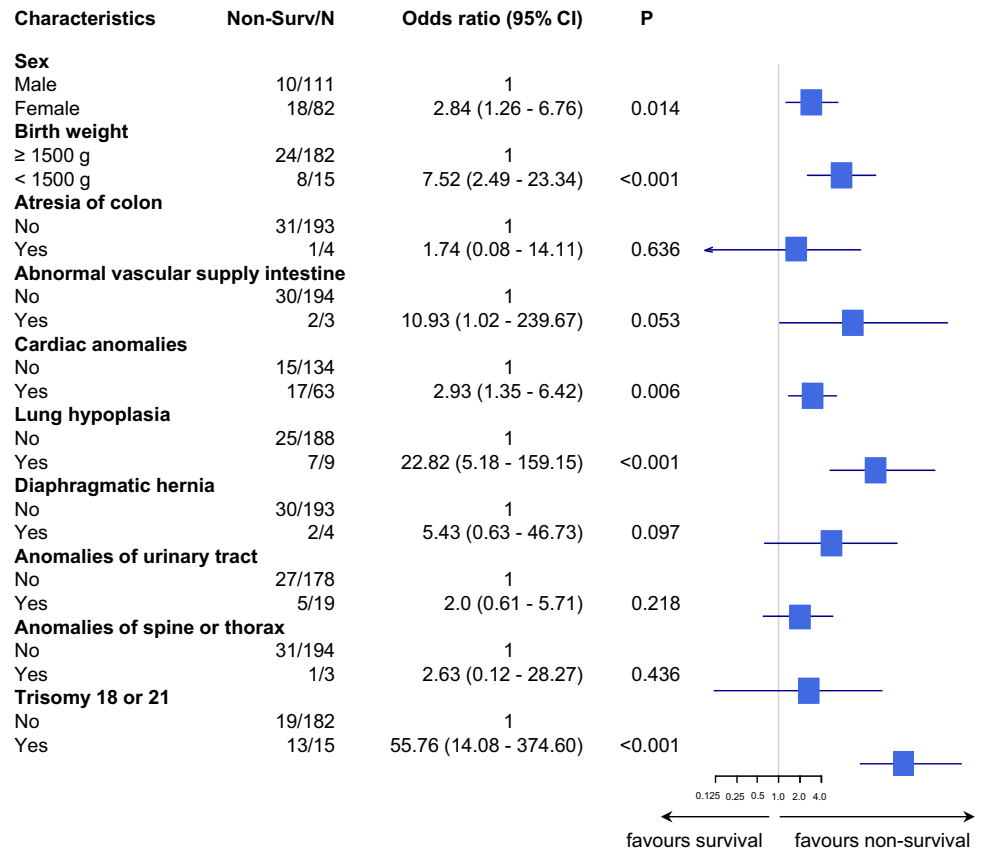 Characteristics Non-Surv/N Odds ratio (95% CI) P
Sex
Male 10/111 1
Female 18/82 2.84 (1.26 - 6.76) 0.014
Birth weight
≥ 1500 g 24/182 1
< 1500 g 8/15 7.52 (2.49 - 23.34) <0.001
Atresia of colon
No 31/193 1
Yes 1/4 1.74 (0.08 - 14.11) 0.636
Abnormal vascular supply intestine
No 30/194 1
Yes 2/3 10.93 (1.02 - 239.67) 0.053
Cardiac anomalies
No 15/134 1
Yes 17/63 2.93 (1.35 - 6.42) 0.006
Lung hypoplasia
No 25/188 1
Yes 7/9 22.82 (5.18 - 159.15) <0.001
Diaphragmatic hernia
No 30/193 1
Yes 2/4 5.43 (0.63 - 46.73) 0.097
Anomalies of urinary tract
No 27/178 1
Yes 5/19 2.0 (0.61 - 5.71) 0.218
Anomalies of spine or thorax
No 31/194 1
Yes 1/3 2.63 (0.12 - 28.27) 0.436
Trisomy 18 or 21
No 19/182 1
Yes 13/15 55.76 (14.08 - 374.60) <0.001
0.125 0.25 0.5 1.0 2.0 4.0
favours survival favours non-survival